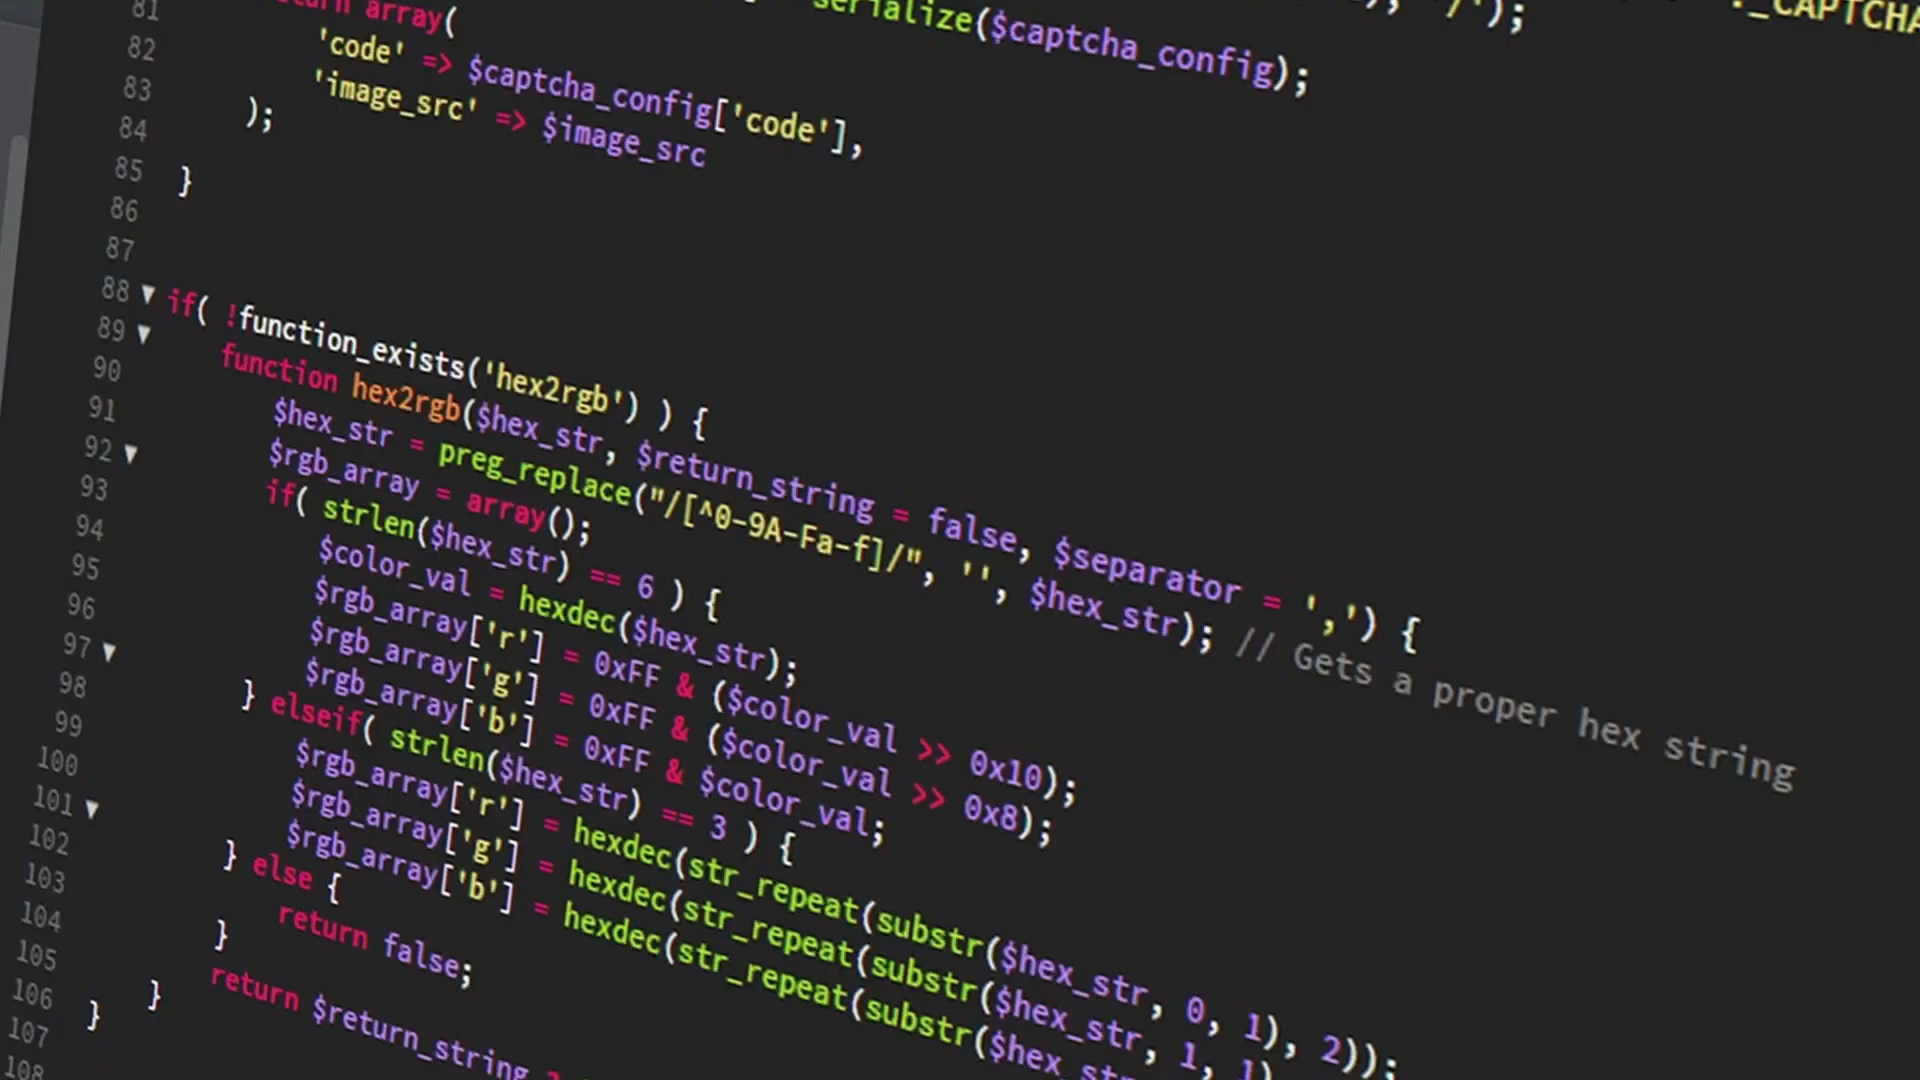 81 return array(
serialize($captcha_config);
'/');
_CAPTCHA
82 'code' => $captcha_config['code'],
83 'image_src' => $image_src
84 );
85 }
86
87
88 if( !function_exists('hex2rgb') ) {
89 function hex2rgb($hex_str, $return_string = false, $separator = ',') {
90 $hex_str = preg_replace("/[^0-9A-Fa-f]/", '', $hex_str); // Gets a proper hex string
91 $rgb_array = array();
92 if( strlen($hex_str) == 6 ) {
93 $color_val = hexdec($hex_str);
94 $rgb_array['r'] = 0xFF & ($color_val >> 0x10);
95 $rgb_array['g'] = 0xFF & ($color_val >> 0x8);
96 $rgb_array['b'] = 0xFF & $color_val;
97 } elseif( strlen($hex_str) == 3 ) {
98 $rgb_array['r'] = hexdec(str_repeat(substr($hex_str, 0, 1), 2));
99 $rgb_array['g'] = hexdec(str_repeat(substr($hex_str, 1, 1)
100 $rgb_array['b'] = hexdec(str_repeat(substr($hex_str
101 } else {
102 return false;
103 }
104 return $return_string ?
105 }
106 }
107
108